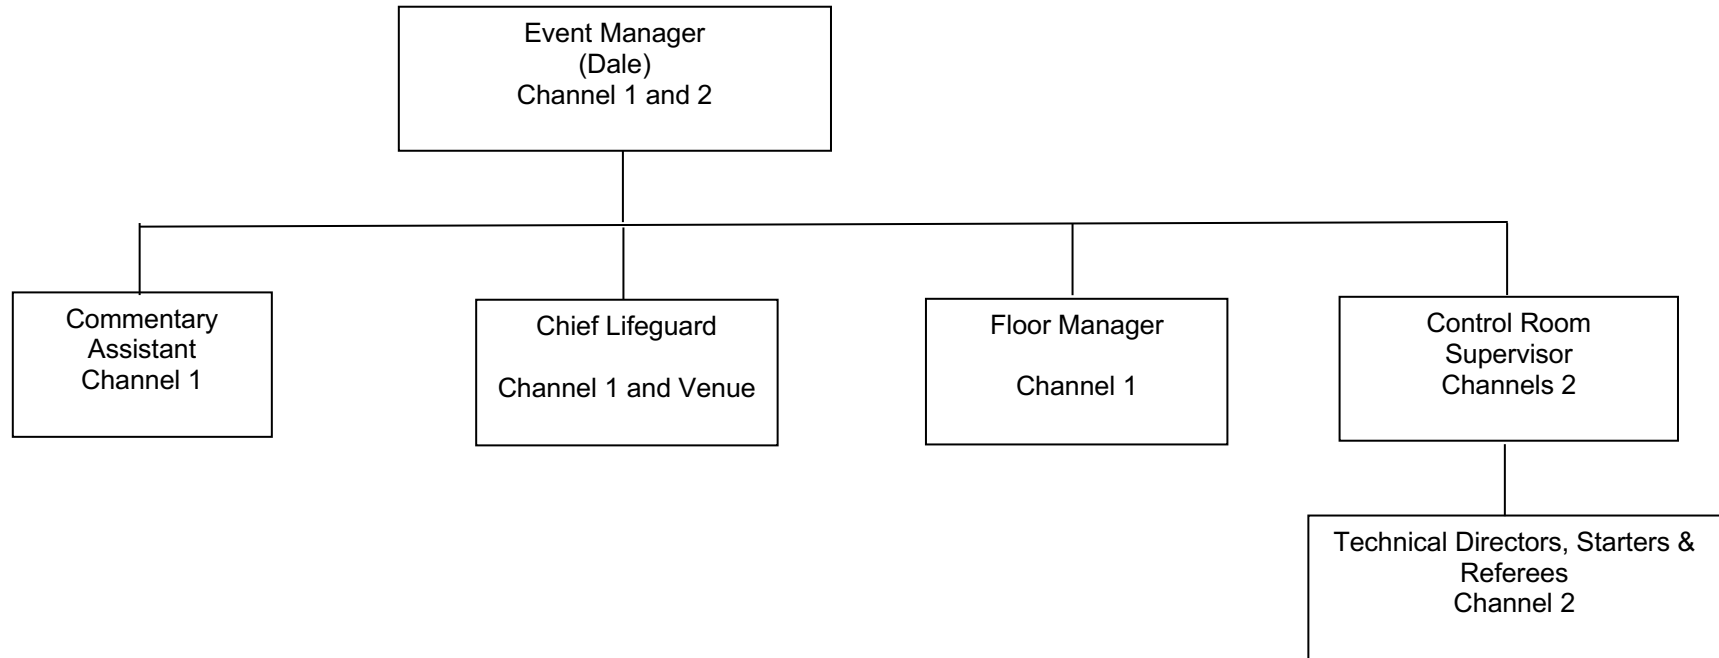 Event Manager
(Dale)
Channel 1 and 2
Commentary
Assistant
Channel 1
Chief Lifeguard
Channel 1 and Venue
Floor Manager
Channel 1
Control Room
Supervisor
Channels 2
Technical Directors, Starters &
Referees
Channel 2